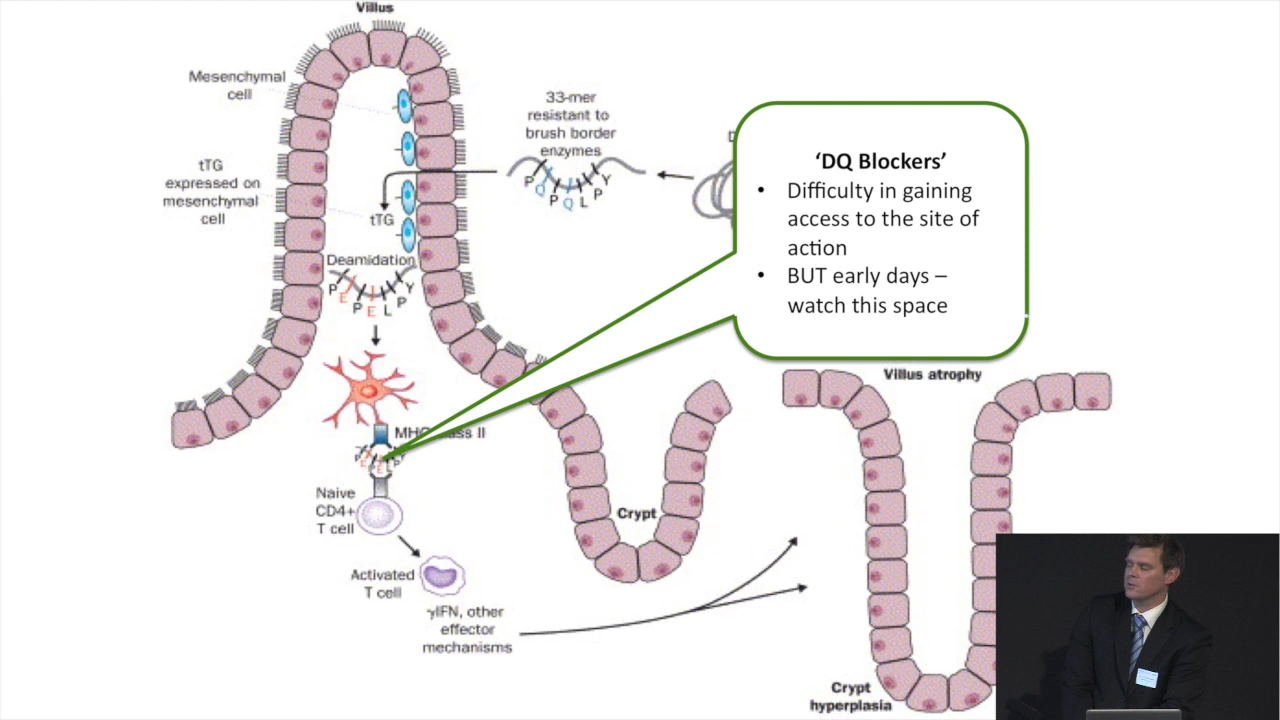 Villus
Mesenchymal
cell
33-mer
resistant to
brush border
enzymes
P
Q
P
Q
L
P
Y
tTG
expressed on
mesenchymal
cell
tTG
Deamidation
P
E
P
E
L
P
Y
‘DQ Blockers’
• Difficulty in gaining
access to the site of
action
• BUT early days –
watch this space
Naive
CD4+
T cell
Activated
T cell
γIFN, other
effector
mechanisms
Crypt
Villus atrophy
Crypt
hyperplasia